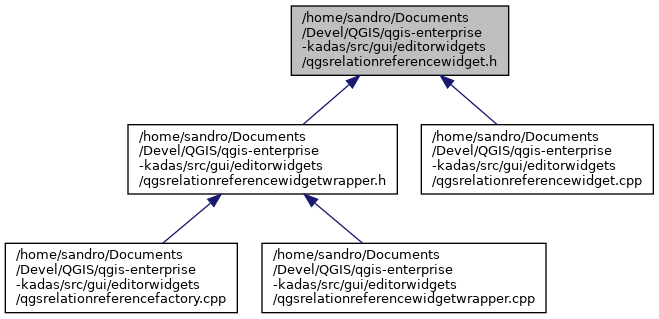 /home/sandro/Documents
/Devel/QGIS/qgis-enterprise
-kadas/src/gui/editorwidgets
/qgsrelationreferencewidget.h
/home/sandro/Documents
/Devel/QGIS/qgis-enterprise
-kadas/src/gui/editorwidgets
/qgsrelationreferencewidgetwrapper.h
/home/sandro/Documents
/Devel/QGIS/qgis-enterprise
-kadas/src/gui/editorwidgets
/qgsrelationreferencewidget.cpp
/home/sandro/Documents
/Devel/QGIS/qgis-enterprise
-kadas/src/gui/editorwidgets
/qgsrelationreferencefactory.cpp
/home/sandro/Documents
/Devel/QGIS/qgis-enterprise
-kadas/src/gui/editorwidgets
/qgsrelationreferencewidgetwrapper.cpp